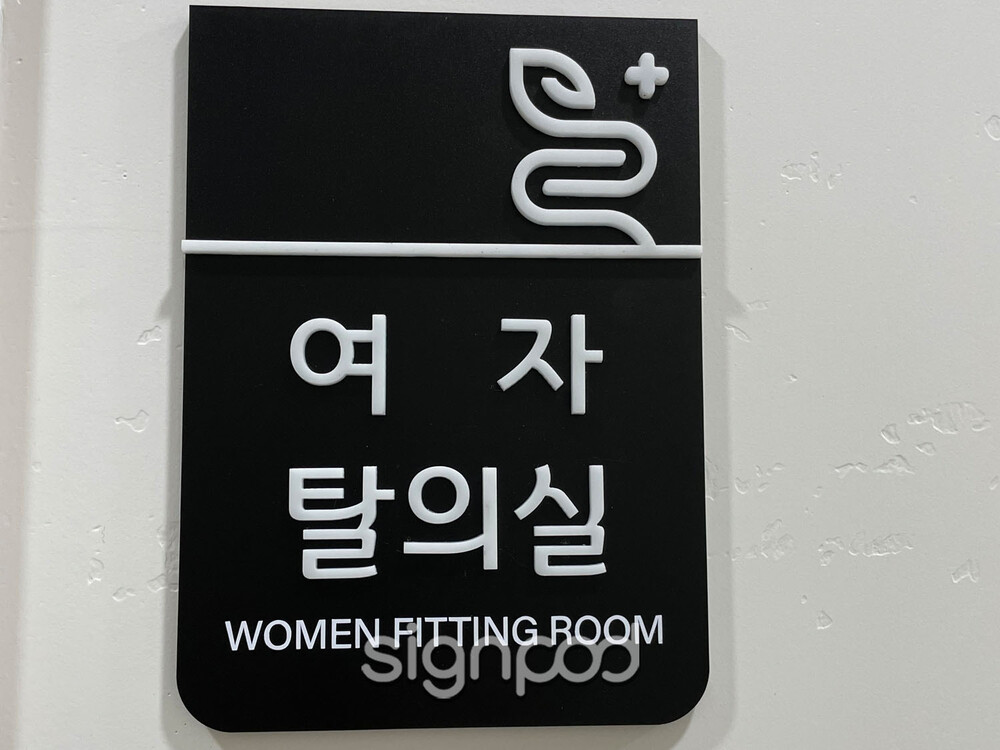 여 자
탈의실
WOMEN FITTING ROOM
signpod